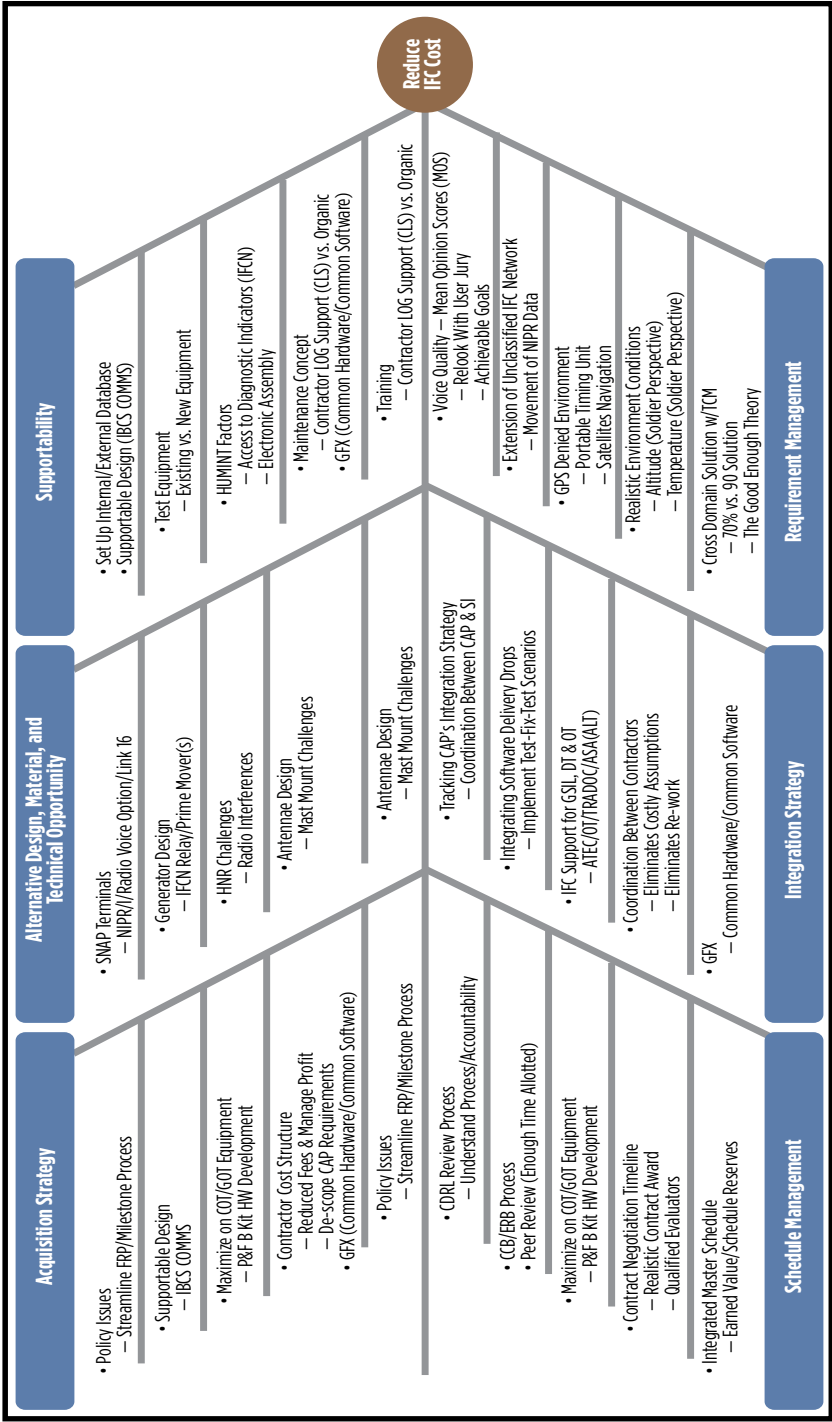 Acquisition Strategy
• Policy Issues
– Streamline FRP/Milestone Process
• Supportable Design
– IBCS COMMS
• Maximize on COT/GOT Equipment
– P&F B Kit HW Development
• Contractor Cost Structure
– Reduced Fees & Manage Profit
– De-scope CAP Requirements
• GFX (Common Hardware/Common Software)
• Policy Issues
– Streamline FRP/Milestone Process
Alternative Design, Material, and
Technical Opportunity
• SNAP Terminals
– NIPR/I/Radio Voice Option/Link 16
• Generator Design
– IFCN Relay/Prime Mover(s)
• HNR Challenges
– Radio Interferences
• Antennae Design
– Mast Mount Challenges
• Antennae Design
– Mast Mount Challenges
Supportability
• Set Up Internal/External Database
• Supportable Design (IBCS COMMS)
• Test Equipment
– Existing vs. New Equipment
• HUMINT Factors
– Access to Diagnostic Indicators (IFCN)
– Electronic Assembly
• Maintenance Concept
– Contractor LOG Support (CLS) vs. Organic
• GFX (Common Hardware/Common Software)
• Training
– Contractor LOG Support (CLS) vs. Organic
Reduce
IFC Cost
• CDRL Review Process
– Understand Process/Accountability
• CCB/ERB Process
• Peer Review (Enough Time Allotted)
• Maximize on COT/GOT Equipment
– P&F B Kit HW Development
• Contract Negotiation Timeline
– Realistic Contract Award
– Qualified Evaluators
• Integrated Master Schedule
– Earned Value/Schedule Reserves
Schedule Management
• Tracking CAP's Integration Strategy
– Coordination Between CAP & SI
• Integrating Software Delivery Drops
– Implement Test-Fix-Test Scenarios
• IFC Support for GSIL, DT & OT
– ATEC/OT/TRADOC/ASA(ALT)
• Coordination Between Contractors
– Eliminates Costly Assumptions
– Eliminates Re-work
• GFX
– Common Hardware/Common Software
Integration Strategy
• Voice Quality – Mean Opinion Scores (MOS)
– Relook With User Jury
– Achievable Goals
• Extension of Unclassified IFC Network
– Movement of NIPR Data
• GPS Denied Environment
– Portable Timing Unit
– Satellites Navigation
• Realistic Environment Conditions
– Altitude (Soldier Perspective)
– Temperature (Soldier Perspective)
• Cross Domain Solution w/TCM
– 70% vs. 90 Solution
– The Good Enough Theory
Requirement Management